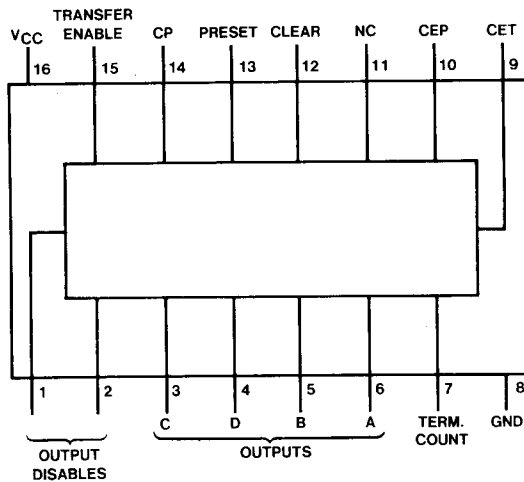 VCC TRANSFER ENABLE CP PRESET CLEAR NC CEP CET
16 15 14 13 12 11 10 9
1 2 3 4 5 6 7 8
C D B A
OUTPUT DISABLES OUTPUTS TERM. COUNT GND